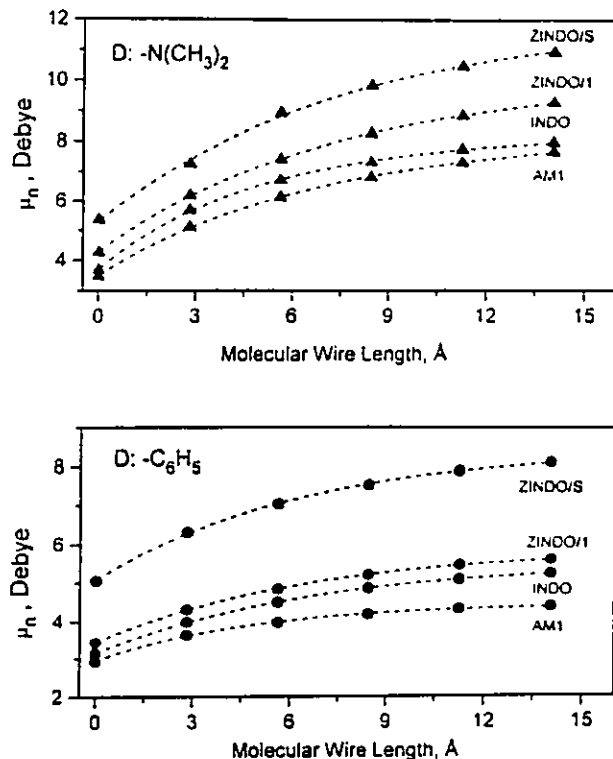 12
10
8
6
4
μn , Debye
D: -N(CH3)2
ZINDO/S
ZINDO/1
INDO
AM1
0 3 6 9 12 15
Molecular Wire Length, Å
8
6
4
2
μn , Debye
D: -C6H5
ZINDO/S
ZINDO/1
INDO
AM1
0 3 6 9 12 15
Molecular Wire Length, Å